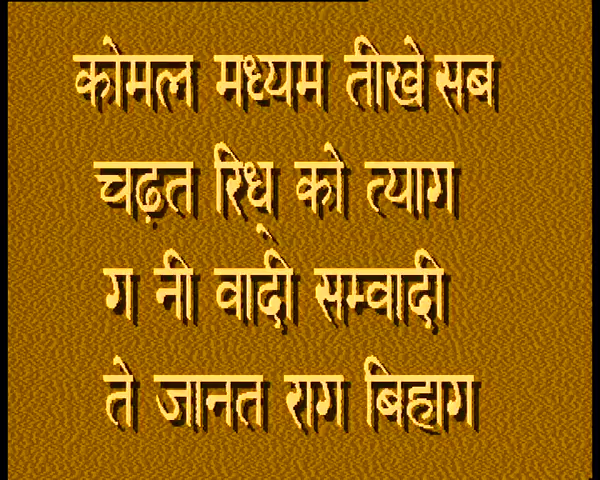 कोमल मध्यम तीखे सब
चढ़त रिध को त्याग
ग नी वादी सम्वादी
ते जानत राग बिहाग